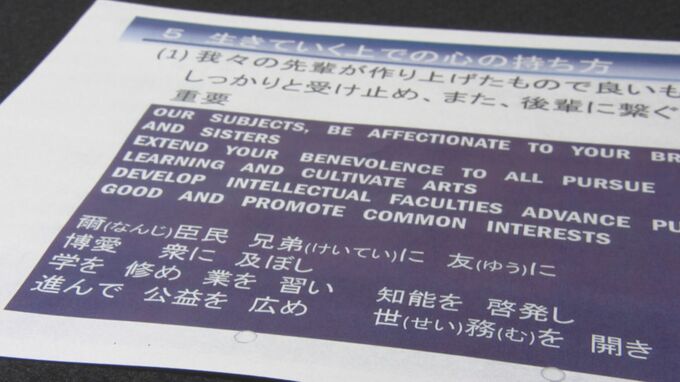 5 生きていく上での心の持ち方
(1) 我々の先輩が作り上げたもので良いも
しっかりと受け止め、また、後輩に繋ぐ
重要
OUR SUBJECTS, BE AFFECTIONATE TO YOUR BR
AND SISTERS
EXTEND YOUR BENEVOLENCE TO ALL PURSUE
LEARNING AND CULTIVATE ARTS
DEVELOP INTELLECTUAL FACULTIES ADVANCE PU
GOOD AND PROMOTE COMMON INTERESTS
爾(なんじ)臣民 兄弟(けいてい)に 友(ゆう)に
博愛 衆に 及ぼし
学を 修め 業を 習い 知能を 啓発し
進んで 公益を 広め 世(せい)務(む)を 開き